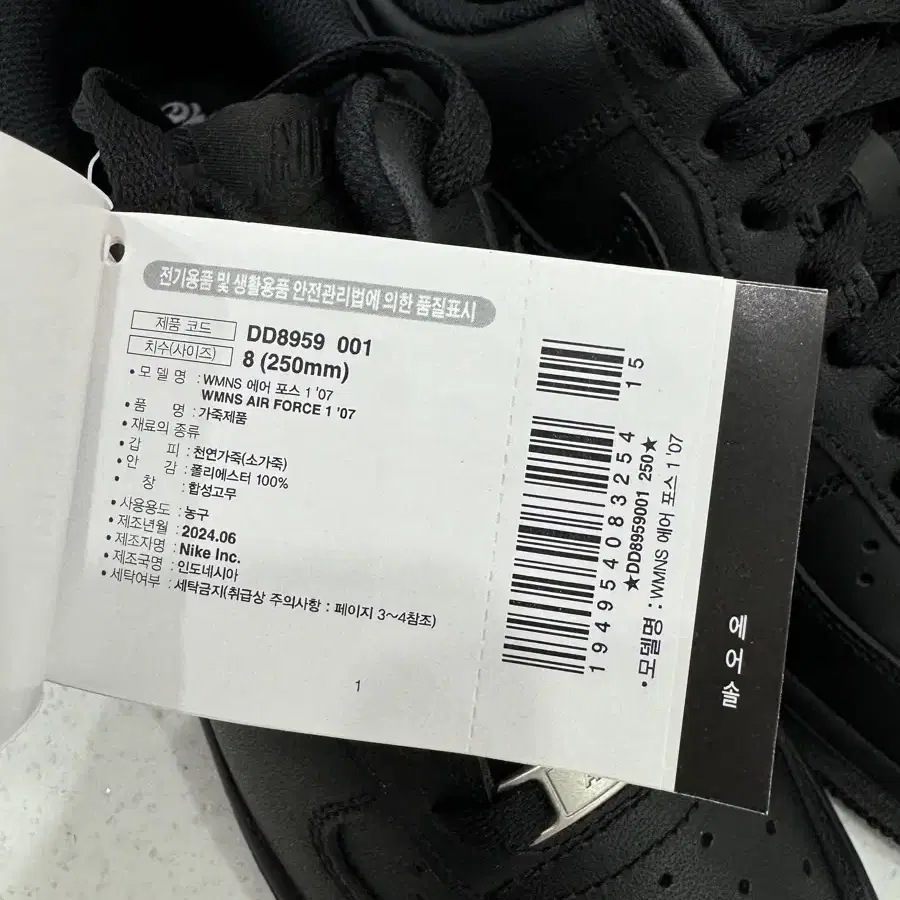 전기용품 및 생활용품 안전관리법에 의한 품질표시
제품 코드 DD8959 001
치수(사이즈) 8 (250mm)
• 모 델 명 : WMNS 에어 포스 1 '07
WMNS AIR FORCE 1 '07
• 품 명 : 가죽제품
• 재료의 종류
• 갑 피 : 천연가죽(소가죽)
• 안 감 : 폴리에스터 100%
• 창 : 합성고무
• 사용용도 : 농구
• 제조년월 : 2024.06
• 제조자명 : Nike Inc.
• 제조국명 : 인도네시아
• 세탁여부 : 세탁금지(취급상 주의사항 : 페이지 3~4참조)
1
15
194954083254
★DD8959001 250★
• 모델명 : WMNS 에어 포스 1 '07
에어솔